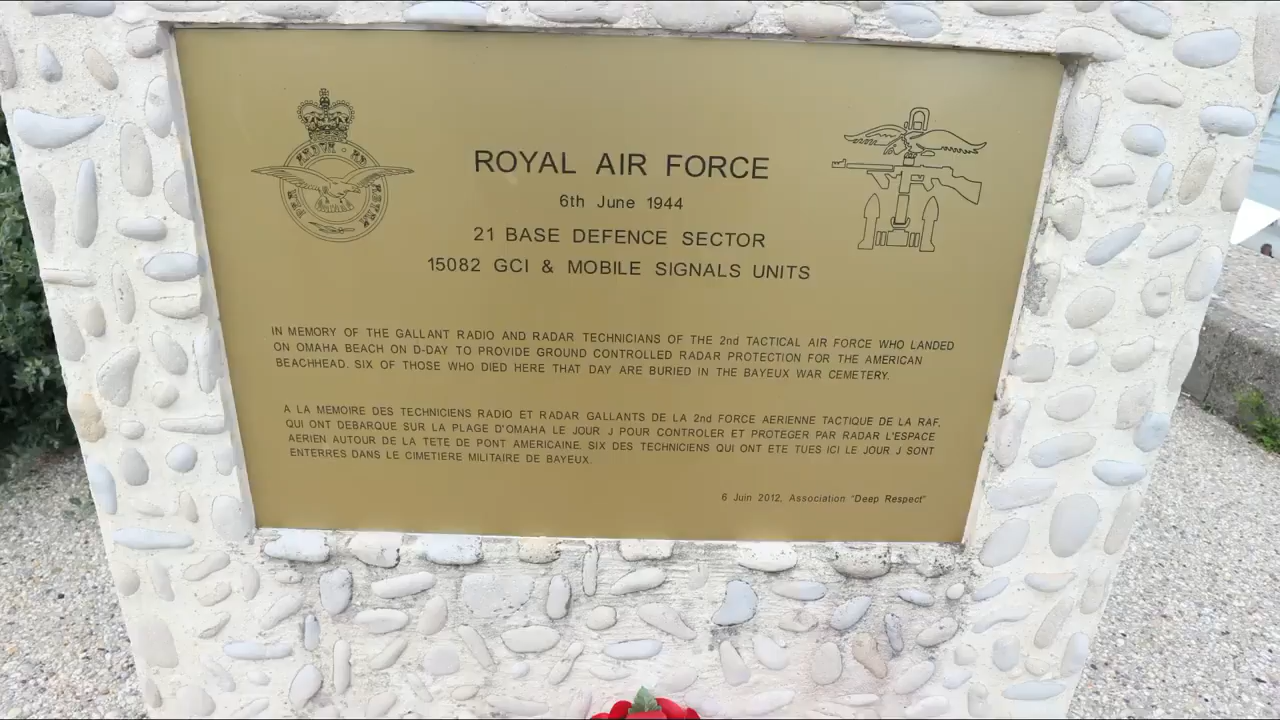 ROYAL AIR FORCE
6th June 1944
21 BASE DEFENCE SECTOR
15082 GCI & MOBILE SIGNALS UNITS
IN MEMORY OF THE GALLANT RADIO AND RADAR TECHNICIANS OF THE 2nd TACTICAL AIR FORCE WHO LANDED
ON OMAHA BEACH ON D-DAY TO PROVIDE GROUND CONTROLLED RADAR PROTECTION FOR THE AMERICAN
BEACHHEAD. SIX OF THOSE WHO DIED HERE THAT DAY ARE BURIED IN THE BAYEUX WAR CEMETERY.
A LA MEMOIRE DES TECHNICIENS RADIO ET RADAR GALLANTS DE LA 2nd FORCE AERIENNE TACTIQUE DE LA RAF,
QUI ONT DEBARQUE SUR LA PLAGE D'OMAHA LE JOUR J POUR CONTROLER ET PROTEGER PAR RADAR L'ESPACE
AERIEN AUTOUR DE LA TETE DE PONT AMERICAINE. SIX DES TECHNICIENS QUI ONT ETE TUES ICI LE JOUR J SONT
ENTERRES DANS LE CIMETIERE MILITAIRE DE BAYEUX.
6 Juin 2012, Association "Deep Respect"